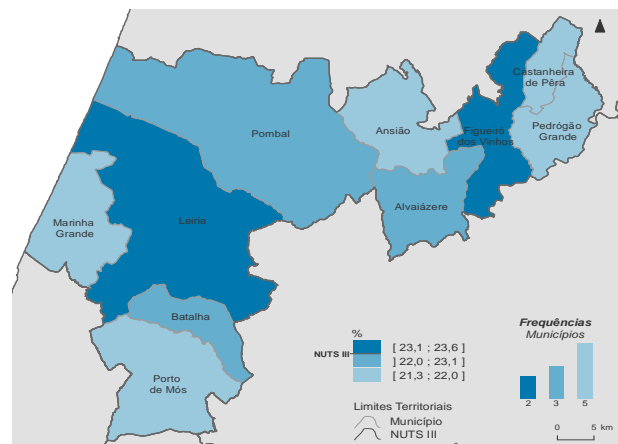 Castanheira
de Pêra
Pombal
Ansião
Figueiró
dos Vinhos
Pedrógão
Grande
Alvaiázere
Marinha
Grande
Leiria
Batalha
Porto
de Mós
%
NUTS III
[ 23,1 ; 23,6 ]
] 22,0 ; 23,1 ]
[ 21,3 ; 22,0 ]
Limites Territoriais
Município
NUTS III
Frequências
Municípios
2 3 5
0 5 km